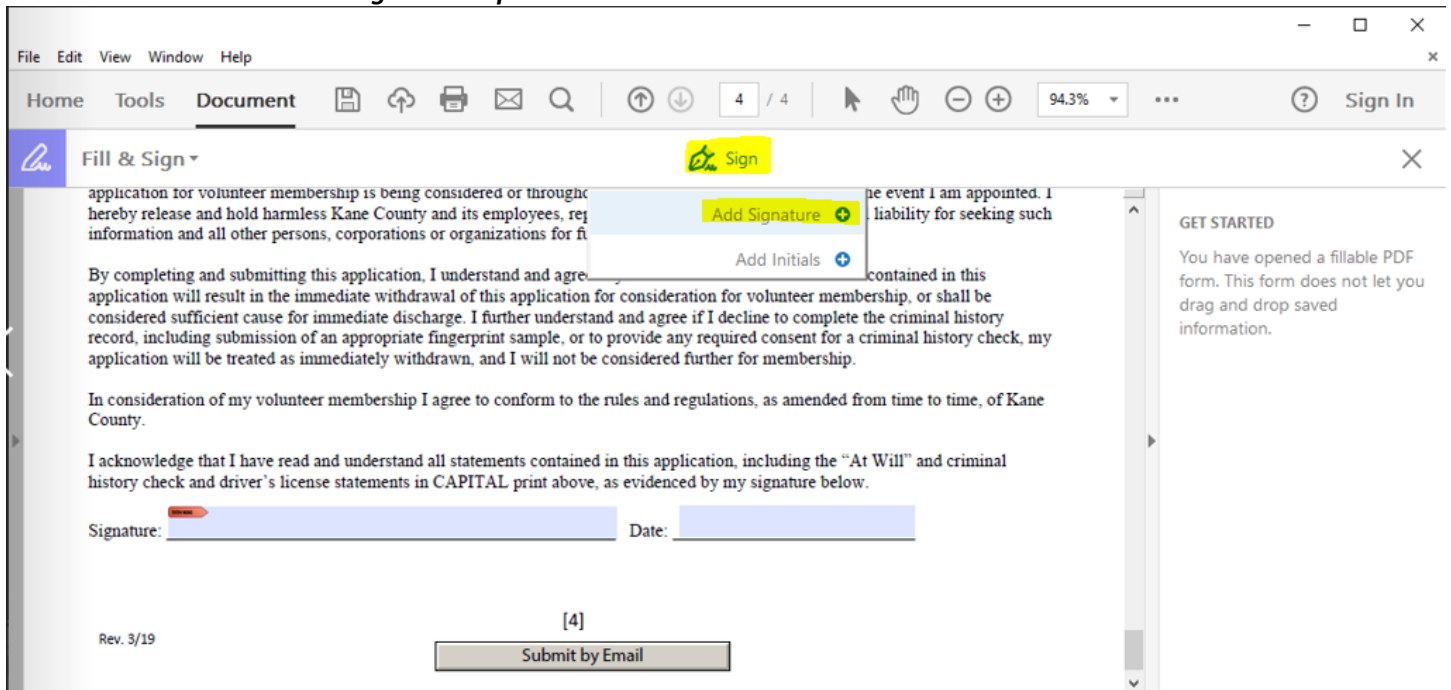 File Edit View Window Help
Home Tools Document 4 / 4 94.3% Sign In
Fill & Sign Sign
application for volunteer membership is being considered or the event I am appointed. I
hereby release and hold harmless Kane County and its employees, liability for seeking such
information and all other persons, corporations or organizations for
Add Signature
Add Initials
By completing and submitting this application, I understand and contained in this
application will result in the immediate withdrawal of this application for consideration for volunteer membership, or shall be
considered sufficient cause for immediate discharge. I further understand and agree if I decline to complete the criminal history
record, including submission of an appropriate fingerprint sample, or to provide any required consent for a criminal history check, my
application will be treated as immediately withdrawn, and I will not be considered further for membership.
In consideration of my volunteer membership I agree to conform to the rules and regulations, as amended from time to time, of Kane
County.
I acknowledge that I have read and understand all statements contained in this application, including the “At Will” and criminal
history check and driver’s license statements in CAPITAL print above, as evidenced by my signature below.
Signature: Date:
[4]
Rev. 3/19
Submit by Email
GET STARTED
You have opened a fillable PDF
form. This form does not let you
drag and drop saved
information.